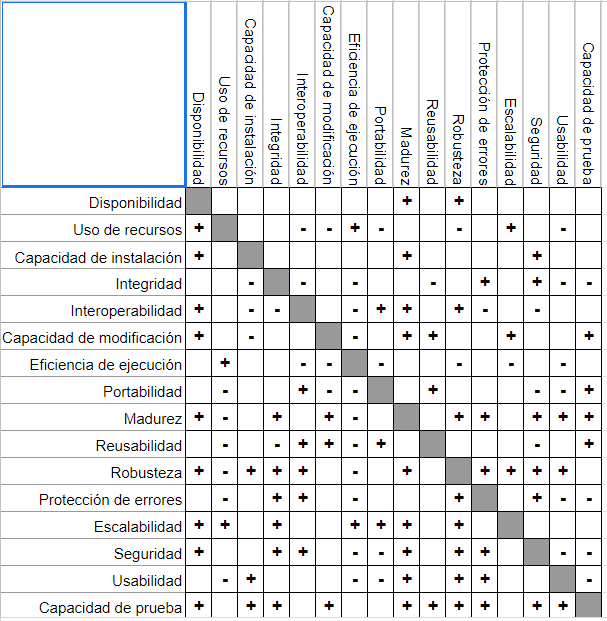 Disponibilidad
Uso de recursos
Capacidad de instalación
Integridad
Interoperabilidad
Capacidad de modificación
Eficiencia de ejecución
Portabilidad
Madurez
Reusabilidad
Robusteza
Protección de errores
Escalabilidad
Seguridad
Usabilidad
Capacidad de prueba
Disponibilidad + +
Uso de recursos + - - + - - + -
Capacidad de instalación + + +
Integridad - - - - + + - -
Interoperabilidad + - - - + + + - -
Capacidad de modificación + - - + + + +
Eficiencia de ejecución + - - - - - -
Portabilidad - + - - + - - +
Madurez + - + + - + + + + +
Reusabilidad - - + + - + - +
Robusteza + - + + + - + + + + +
Protección de errores - + + - + + - -
Escalabilidad + + + + + + +
Seguridad + + + - - + + + - -
Usabilidad - + - - + + + -
Capacidad de prueba + + + + + + + + + +